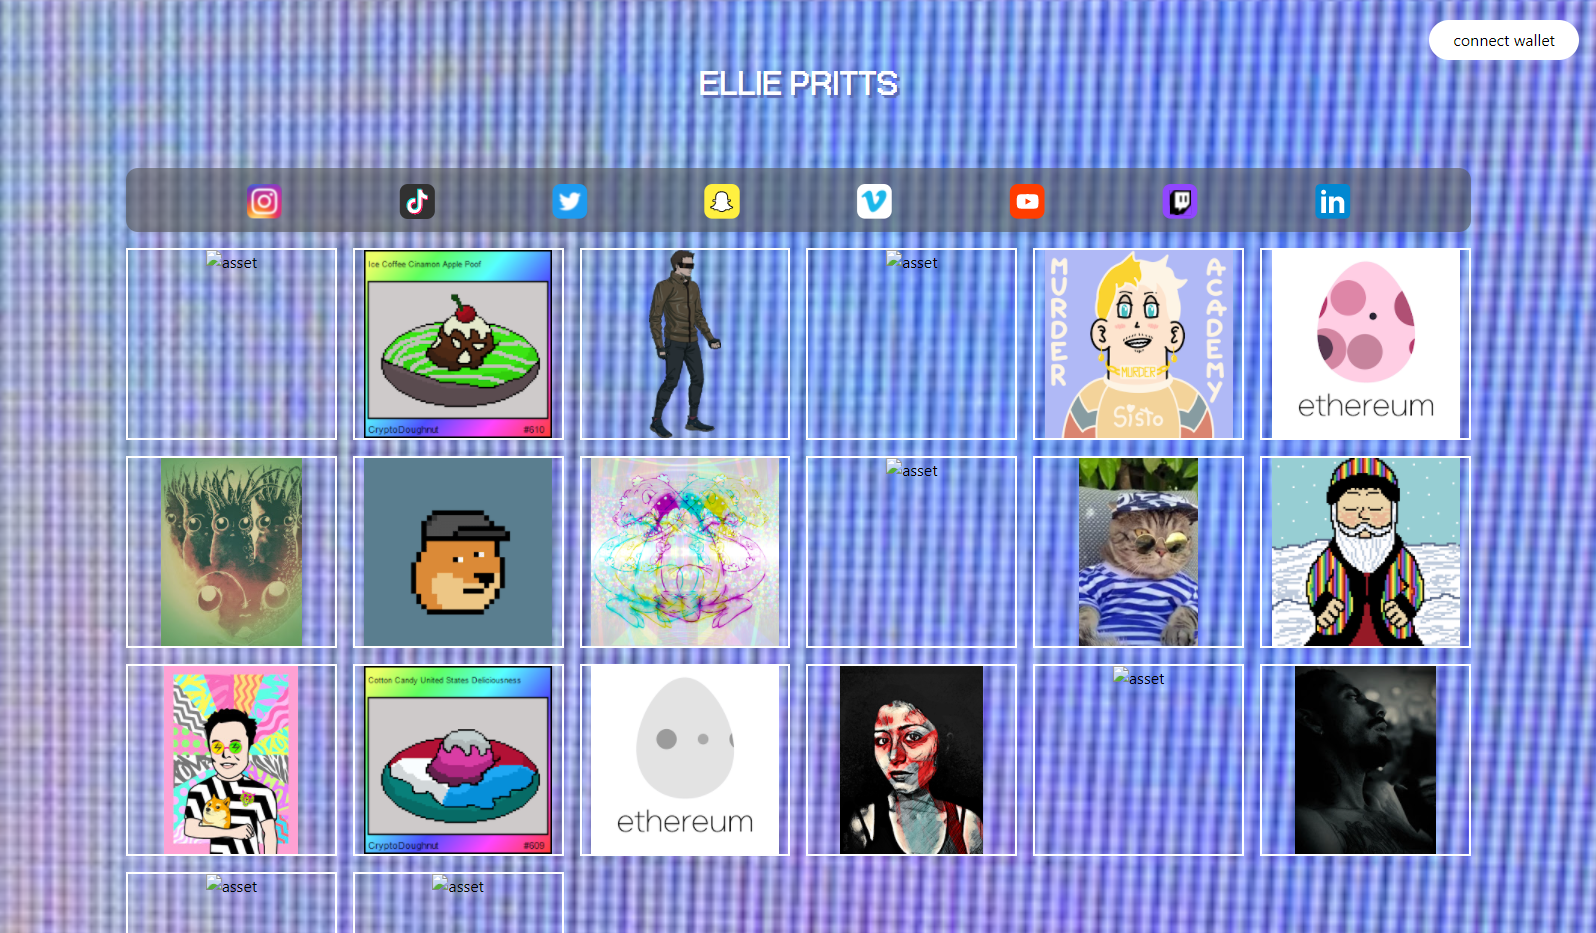 connect wallet
ELLIE PRITTS
in
asset
Ice Coffee Cinamon Apple Poof
CryptoDoughnut #610
asset
MURDER
ACADEMY
MURDER
Sisto
ethereum
asset
Cotton Candy United States Deliciousness
CryptoDoughnut #609
ethereum
asset
asset
asset